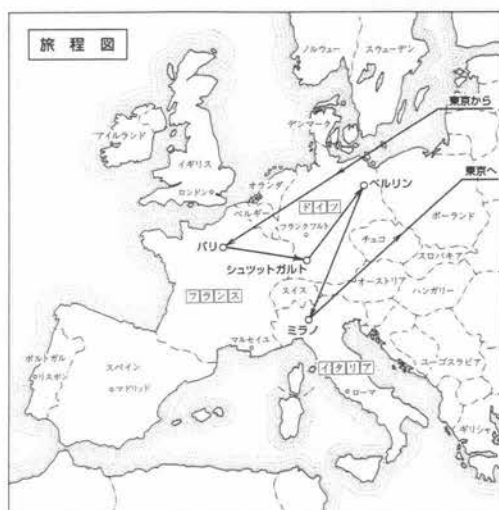 旅程図
ノルウェー
スウェーデン
東京から
デンマーク
アイルランド
イギリス
東京へ
オランダ
ベルリン
ロンドン
ドイツ
ベルギー
ポーランド
フランクフルト
パリ
チェコ
シュツットガルト
スロバキア
オーストリア
スイス
ハンガリー
フランス
ミラノ
マルセイユ
ポルトガル
スペイン
イタリア
ユーゴスラビア
リスボン
マドリッド
ローマ
ギリシャ